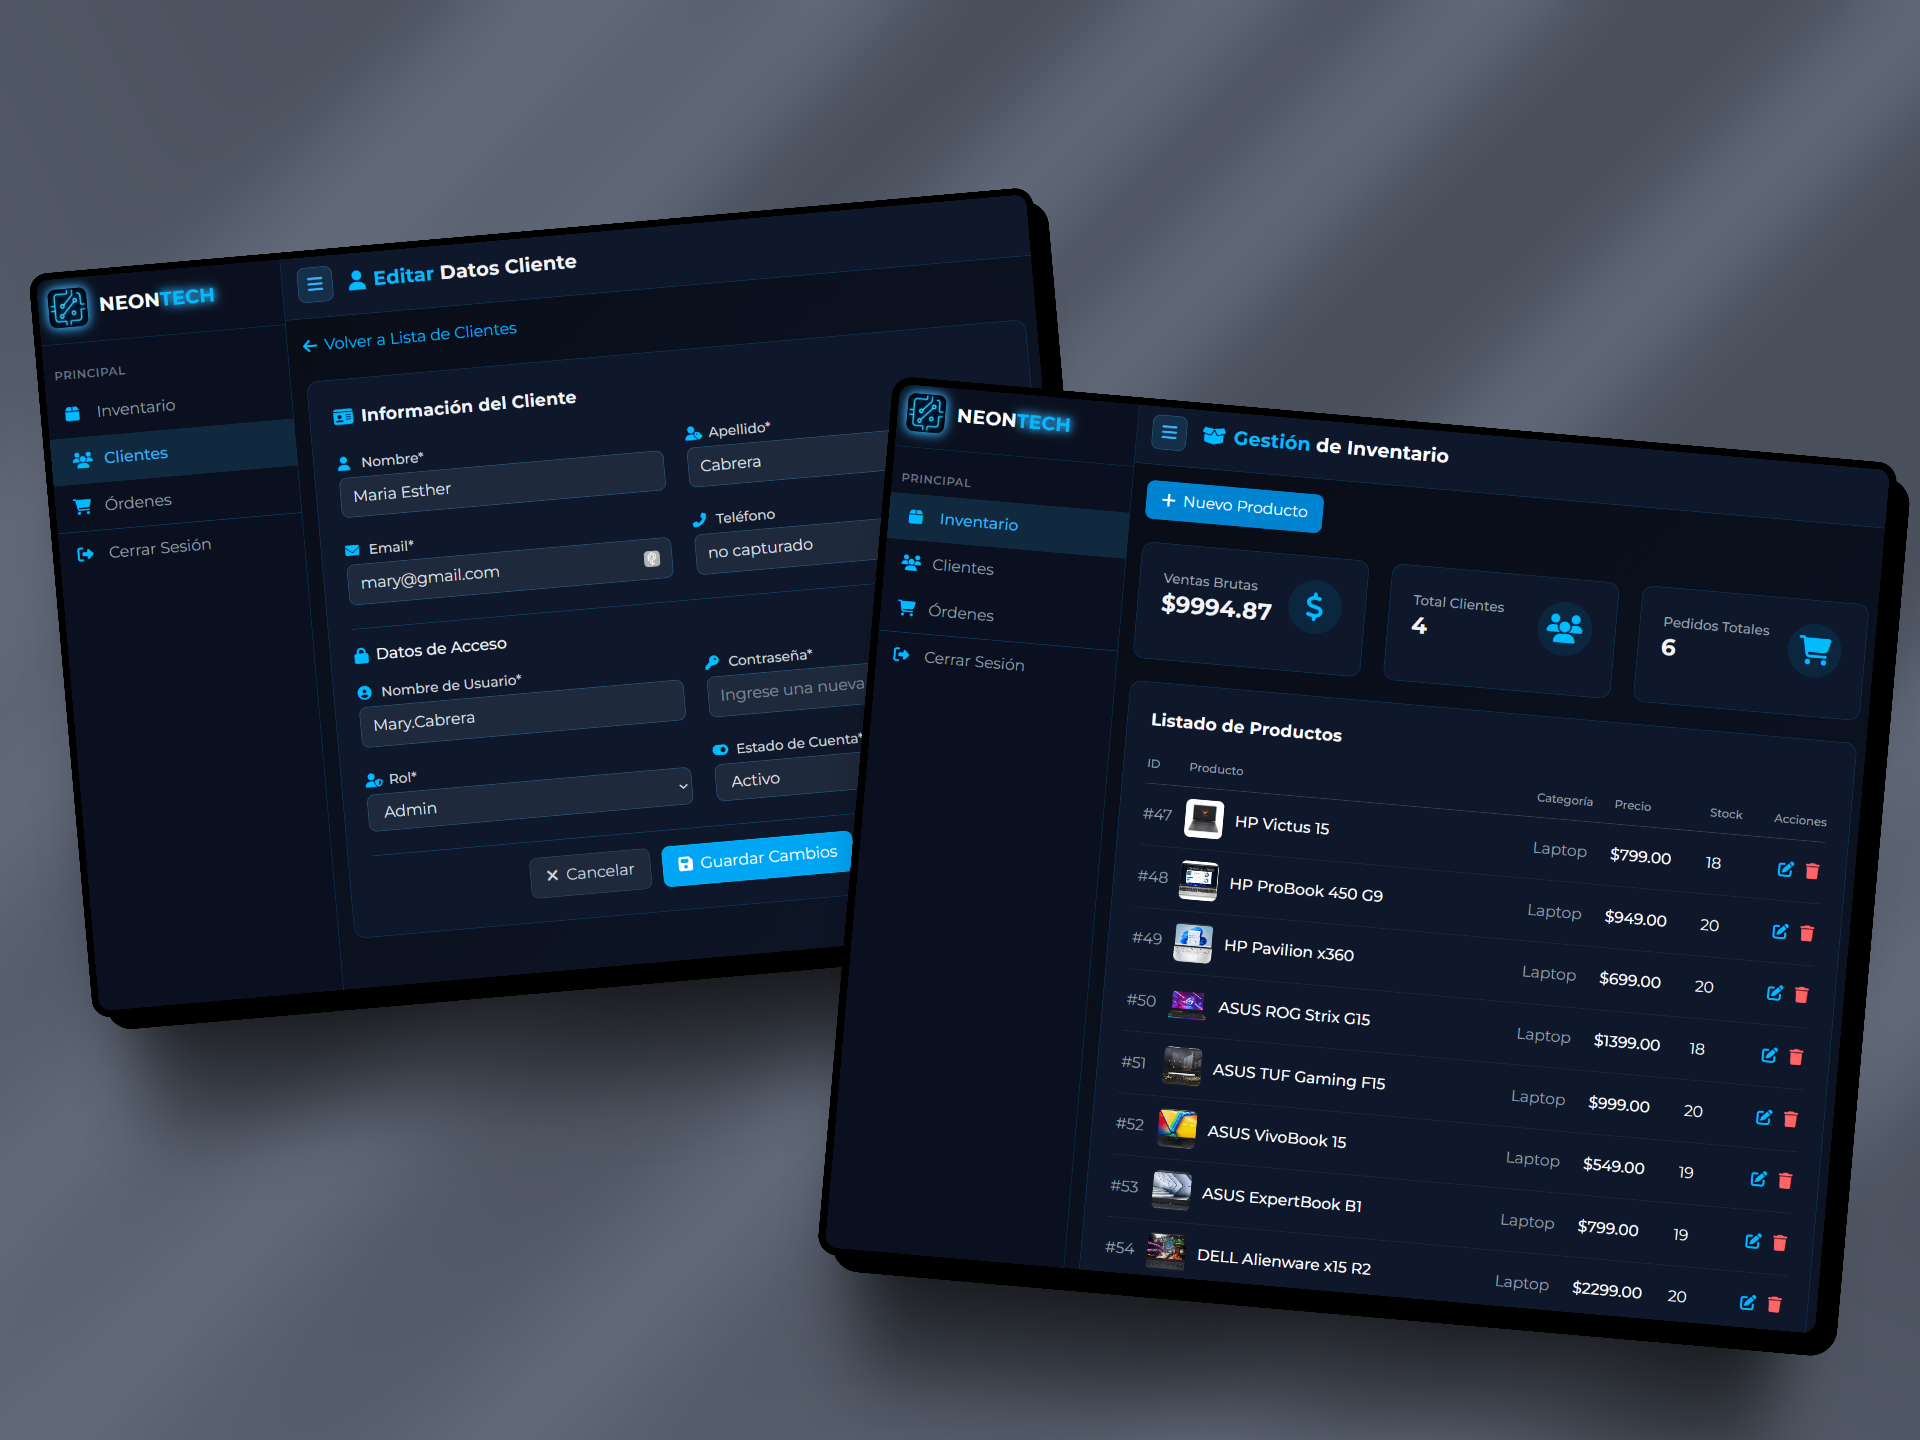 NEONTECH
Editar Datos Cliente
Volver a Lista de Clientes
PRINCIPAL
Inventario
Clientes
Órdenes
Cerrar Sesión
Información del Cliente
Nombre*
Apellido*
Maria Esther
Cabrera
Email*
Teléfono
mary@gmail.com
no capturado
Datos de Acceso
Nombre de Usuario*
Contraseña*
Mary.Cabrera
Ingrese una nueva
Rol*
Estado de Cuenta*
Admin
Activo
Cancelar
Guardar Cambios
NEONTECH
Gestión de Inventario
PRINCIPAL
Inventario
Clientes
Órdenes
Cerrar Sesión
Nuevo Producto
Ventas Brutas
$9994.87
Total Clientes
4
Pedidos Totales
6
Listado de Productos
ID Producto Categoría Precio Stock Acciones
#47 HP Victus 15 Laptop $799.00 18
#48 HP ProBook 450 G9 Laptop $949.00 20
#49 HP Pavilion x360 Laptop $699.00 20
#50 ASUS ROG Strix G15 Laptop $1399.00 18
#51 ASUS TUF Gaming F15 Laptop $999.00 20
#52 ASUS VivoBook 15 Laptop $549.00 19
#53 ASUS ExpertBook B1 Laptop $799.00 19
#54 DELL Alienware x15 R2 Laptop $2299.00 20